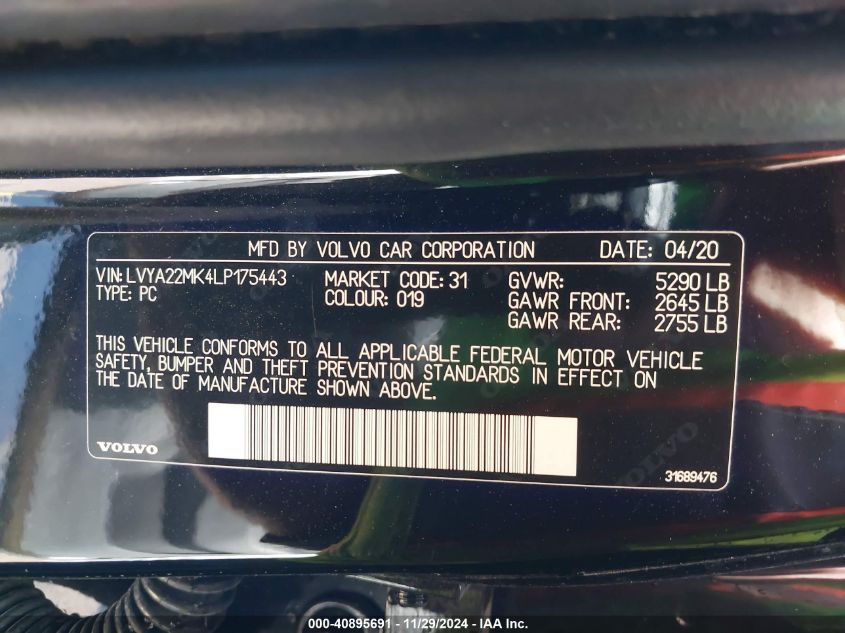 MFD BY VOLVO CAR CORPORATION DATE: 04/20
VIN: LVYA22MK4LP175443 MARKET CODE: 31 GVWR: 5290 LB
TYPE: PC COLOUR: 019 GAWR FRONT: 2645 LB
GAWR REAR: 2755 LB
THIS VEHICLE CONFORMS TO ALL APPLICABLE FEDERAL MOTOR VEHICLE
SAFETY, BUMPER AND THEFT PREVENTION STANDARDS IN EFFECT ON
THE DATE OF MANUFACTURE SHOWN ABOVE.
VOLVO
VOLVO
31689476
000-40895691 - 11/29/2024 - IAA Inc.